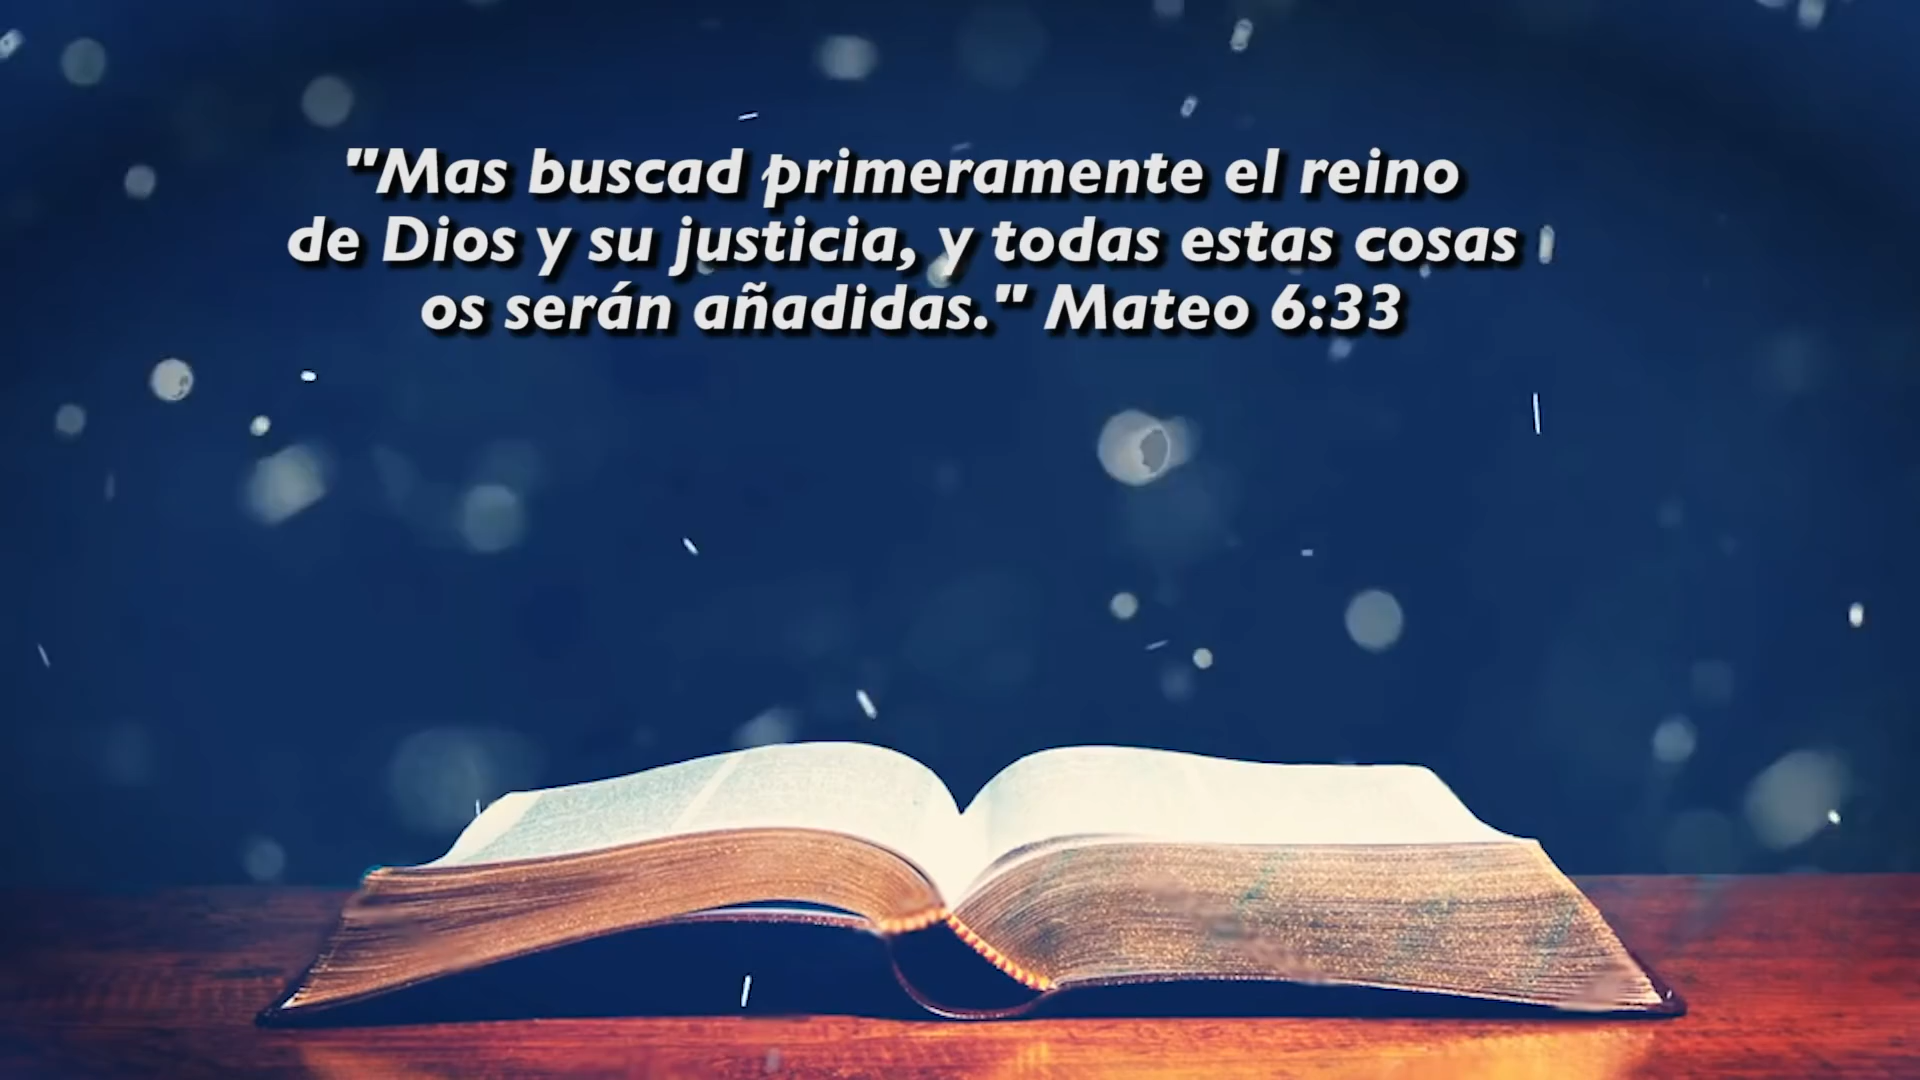 "Mas buscad primeramente el reino
de Dios y su justicia, y todas estas cosas
os serán añadidas." Mateo 6:33